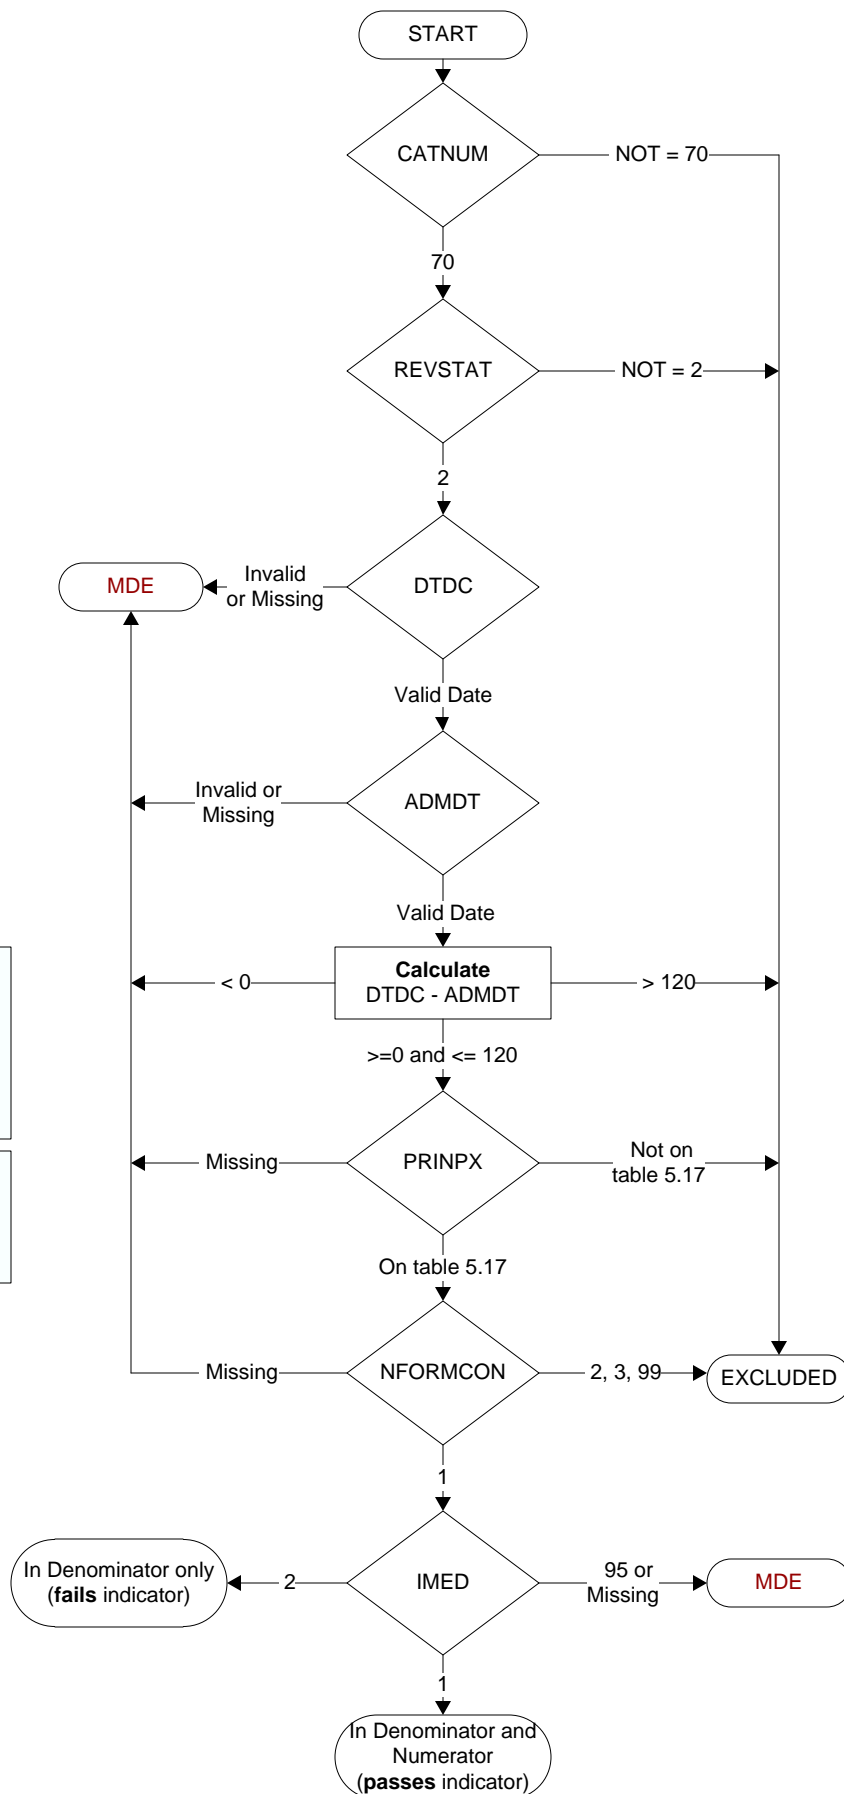 START
CATNUM
NOT = 70
70
REVSTAT
NOT = 2
2
MDE
Invalid
or Missing
DTDC
Valid Date
Invalid or
Missing
ADMDT
Valid Date
< 0
Calculate
DTDC - ADMDT
> 120
>=0 and <= 120
Missing
PRINPX
Not on
table 5.17
On table 5.17
Missing
NFORMCON
2, 3, 99
EXCLUDED
1
In Denominator only
(fails indicator)
2
IMED
95 or
Missing
MDE
1
In Denominator and
Numerator
(passes indicator)